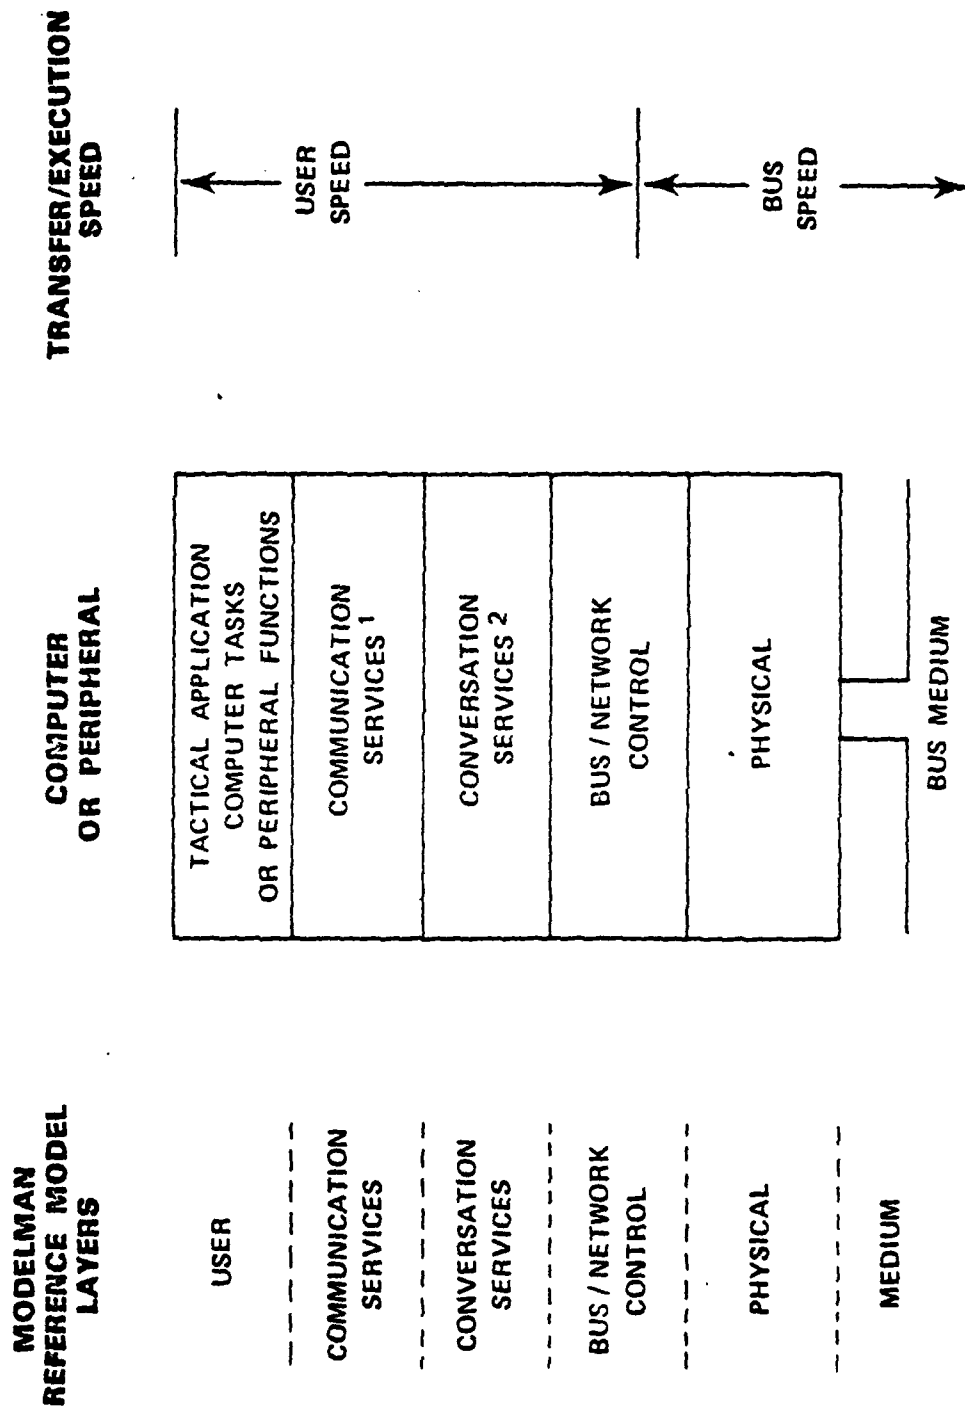 MODELMAN
REFERENCE MODEL
LAYERS
COMPUTER
OR PERIPHERAL
TRANSFER/EXECUTION
SPEED
USER
TACTICAL APPLICATION
COMPUTER TASKS
OR PERIPHERAL FUNCTIONS
USER
SPEED
COMMUNICATION
SERVICES
COMMUNICATION
SERVICES 1
CONVERSATION
SERVICES
CONVERSATION
SERVICES 2
BUS / NETWORK
CONTROL
BUS / NETWORK
CONTROL
BUS
SPEED
PHYSICAL
PHYSICAL
MEDIUM
BUS MEDIUM